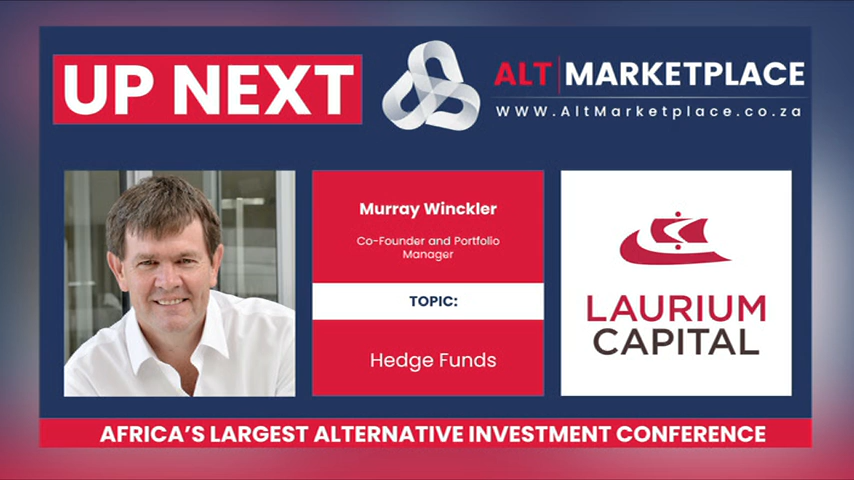 UP NEXT
ALT | MARKETPLACE
WWW.AltMarketplace.co.za
Murray Winckler
Co-Founder and Portfolio
Manager
TOPIC:
Hedge Funds
LAURIUM
CAPITAL
AFRICA'S LARGEST ALTERNATIVE INVESTMENT CONFERENCE